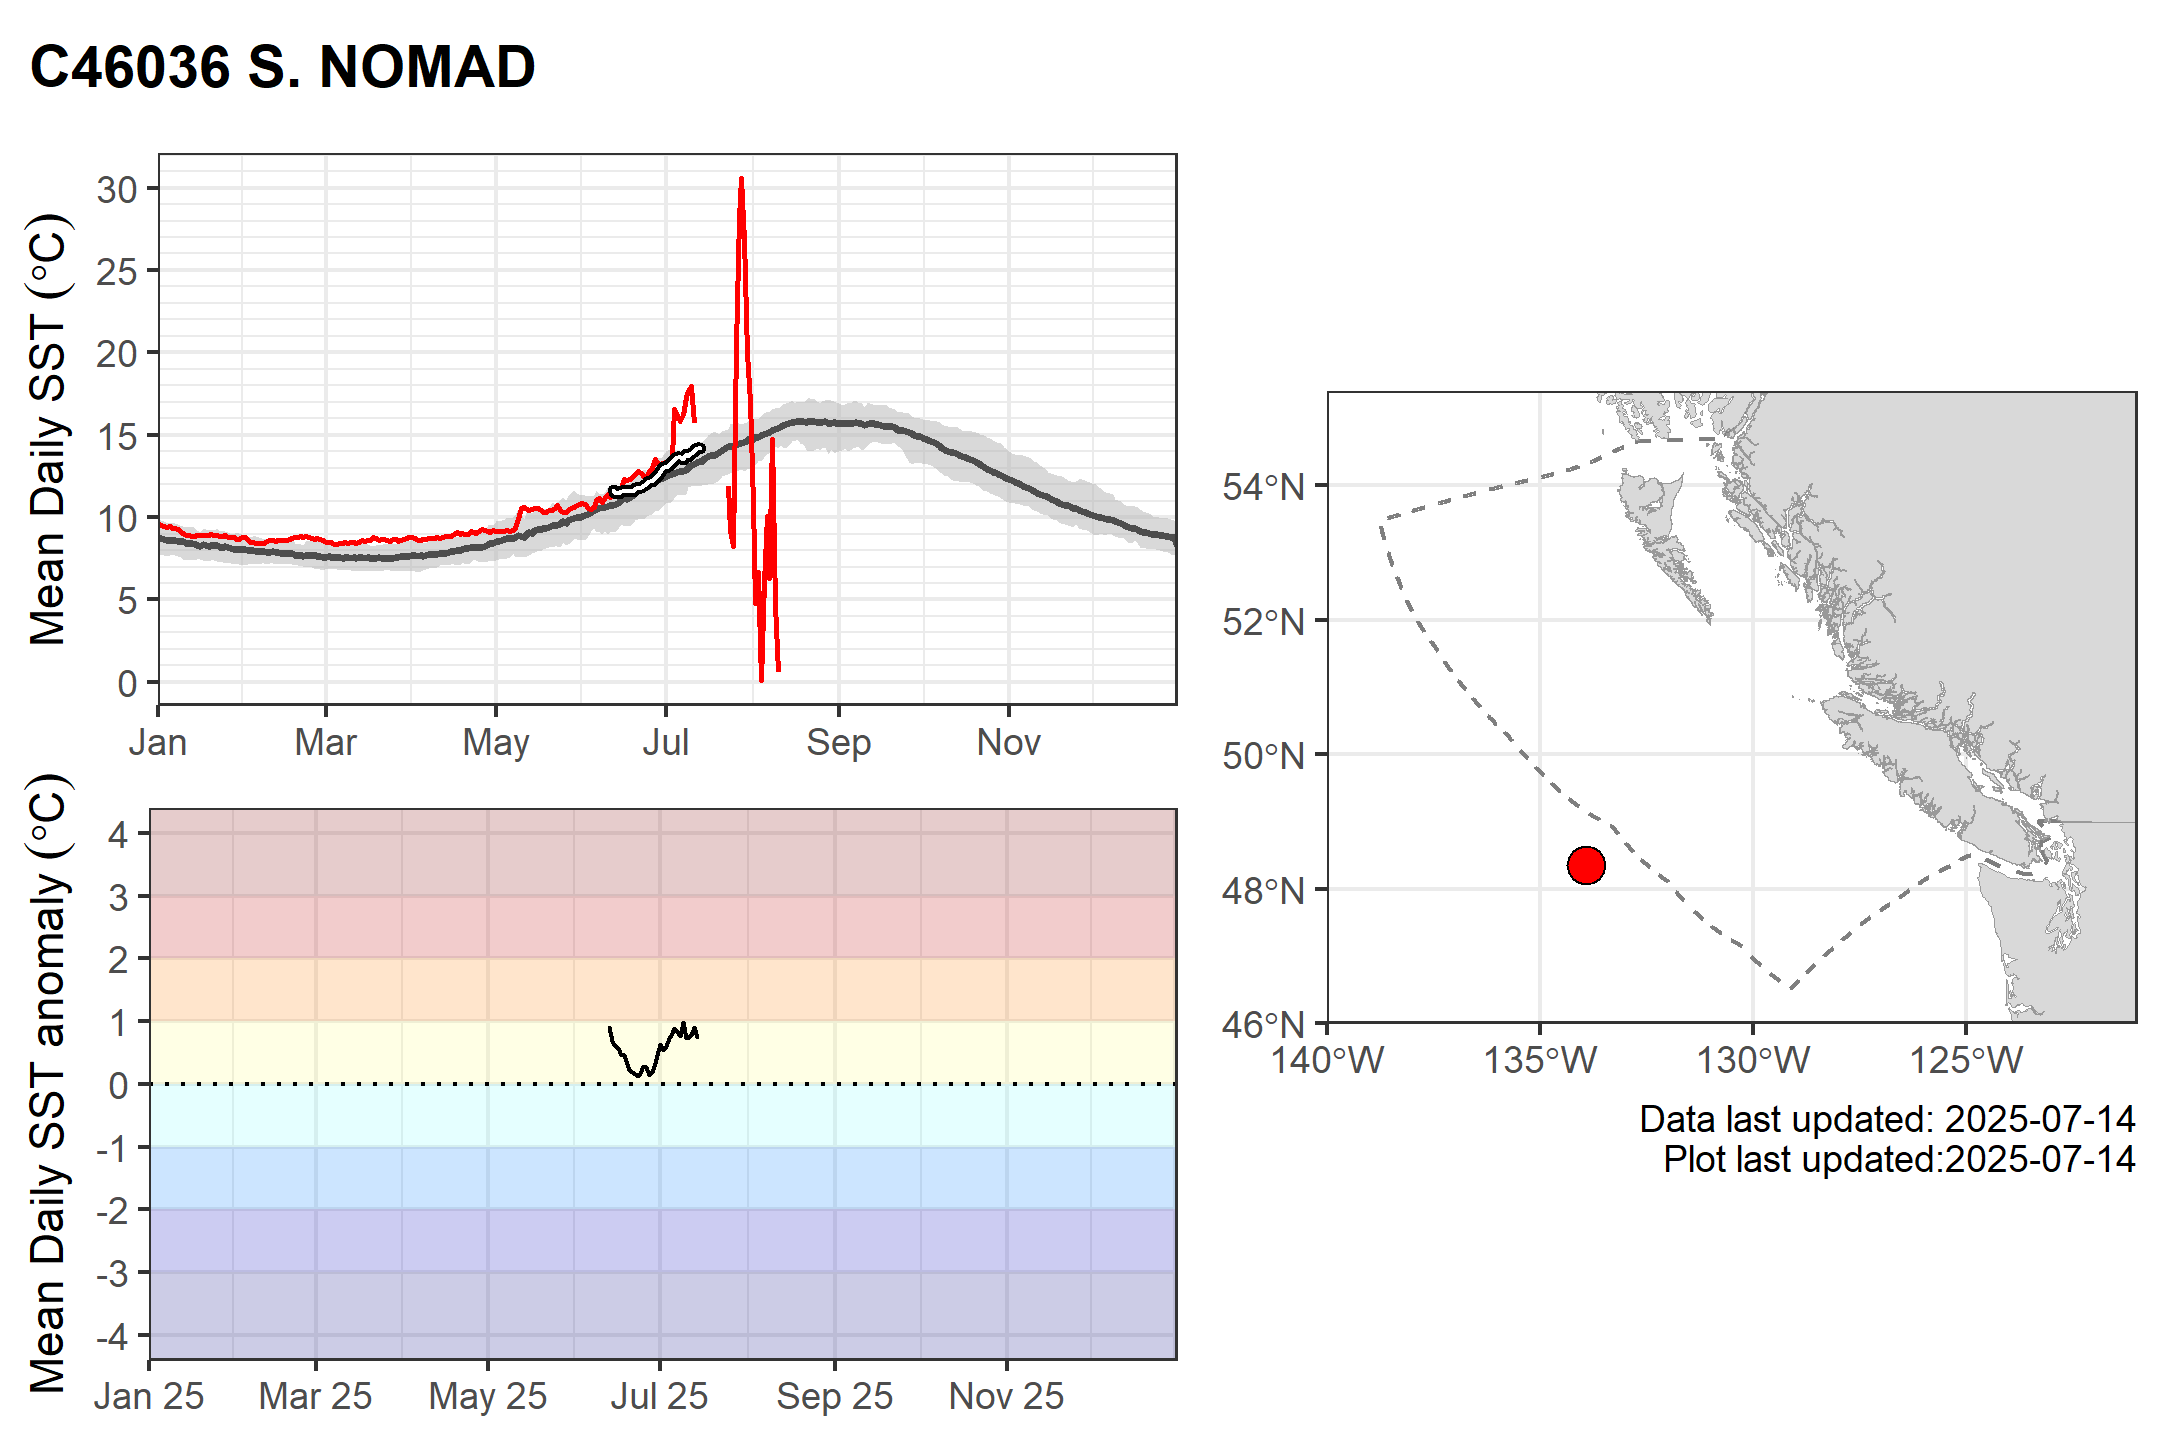 C46036 S. NOMAD
Mean Daily SST (°C)
30
25
20
15
10
5
0
Jan Mar May Jul Sep Nov
Mean Daily SST anomaly (°C)
4
3
2
1
0
-1
-2
-3
-4
Jan 25 Mar 25 May 25 Jul 25 Sep 25 Nov 25
54°N
52°N
50°N
48°N
46°N
140°W 135°W 130°W 125°W
Data last updated: 2025-07-14
Plot last updated:2025-07-14